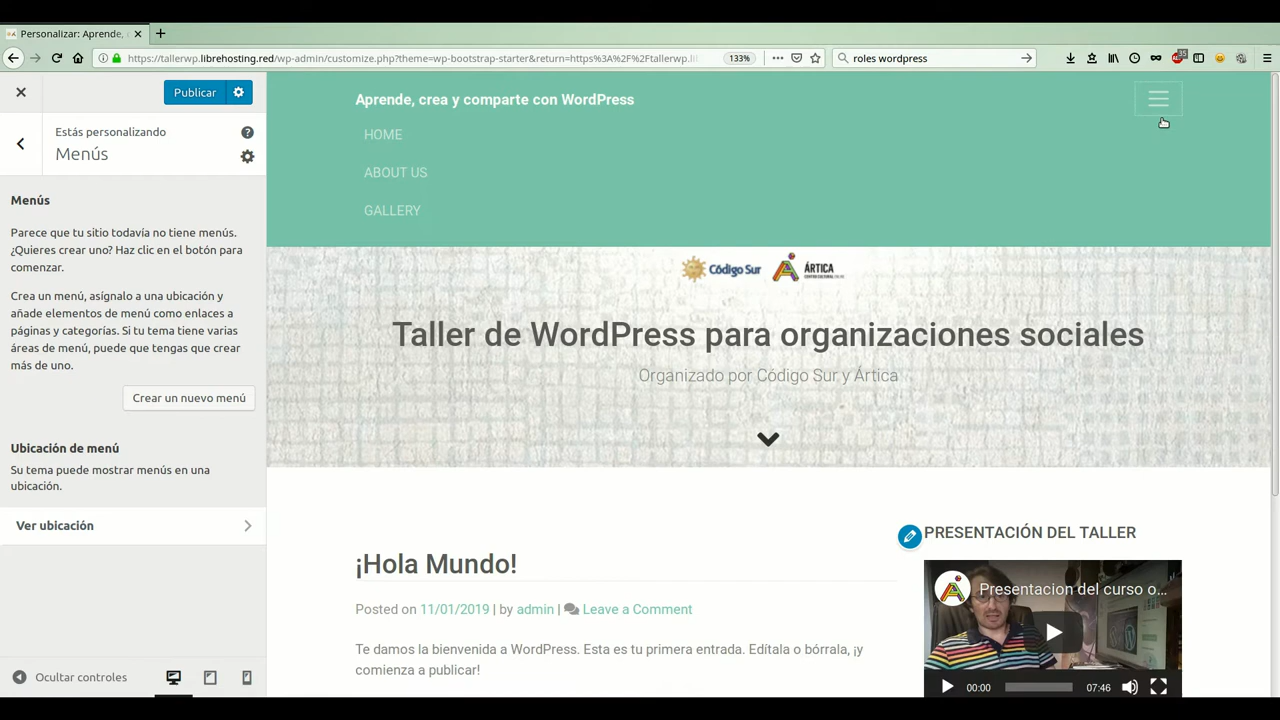 Personalizar: Aprende,
https://tallerwp.librehosting.red/wp-admin/customize.php?theme=wp-bootstrap-starter&return=https%3A%2F%2Ftallerwp.li
133%
roles wordpress
35
Publicar
Estás personalizando
Menús
Menús
Parece que tu sitio todavía no tiene menús.
¿Quieres crear uno? Haz clic en el botón para
comenzar.
Crea un menú, asígnalo a una ubicación y
añade elementos de menú como enlaces a
páginas y categorías. Si tu tema tiene varias
áreas de menú, puede que tengas que crear
más de uno.
Crear un nuevo menú
Ubicación de menú
Su tema puede mostrar menús en una
ubicación.
Ver ubicación
Ocultar controles
Aprende, crea y comparte con WordPress
HOME
ABOUT US
GALLERY
Código Sur
ÁRTICA
Taller de WordPress para organizaciones sociales
Organizado por Código Sur y Ártica
¡Hola Mundo!
Posted on 11/01/2019 | by admin | Leave a Comment
Te damos la bienvenida a WordPress. Esta es tu primera entrada. Edítala o bórrala, ¡y
comienza a publicar!
PRESENTACIÓN DEL TALLER
Presentacion del curso o...
00:00
07:46